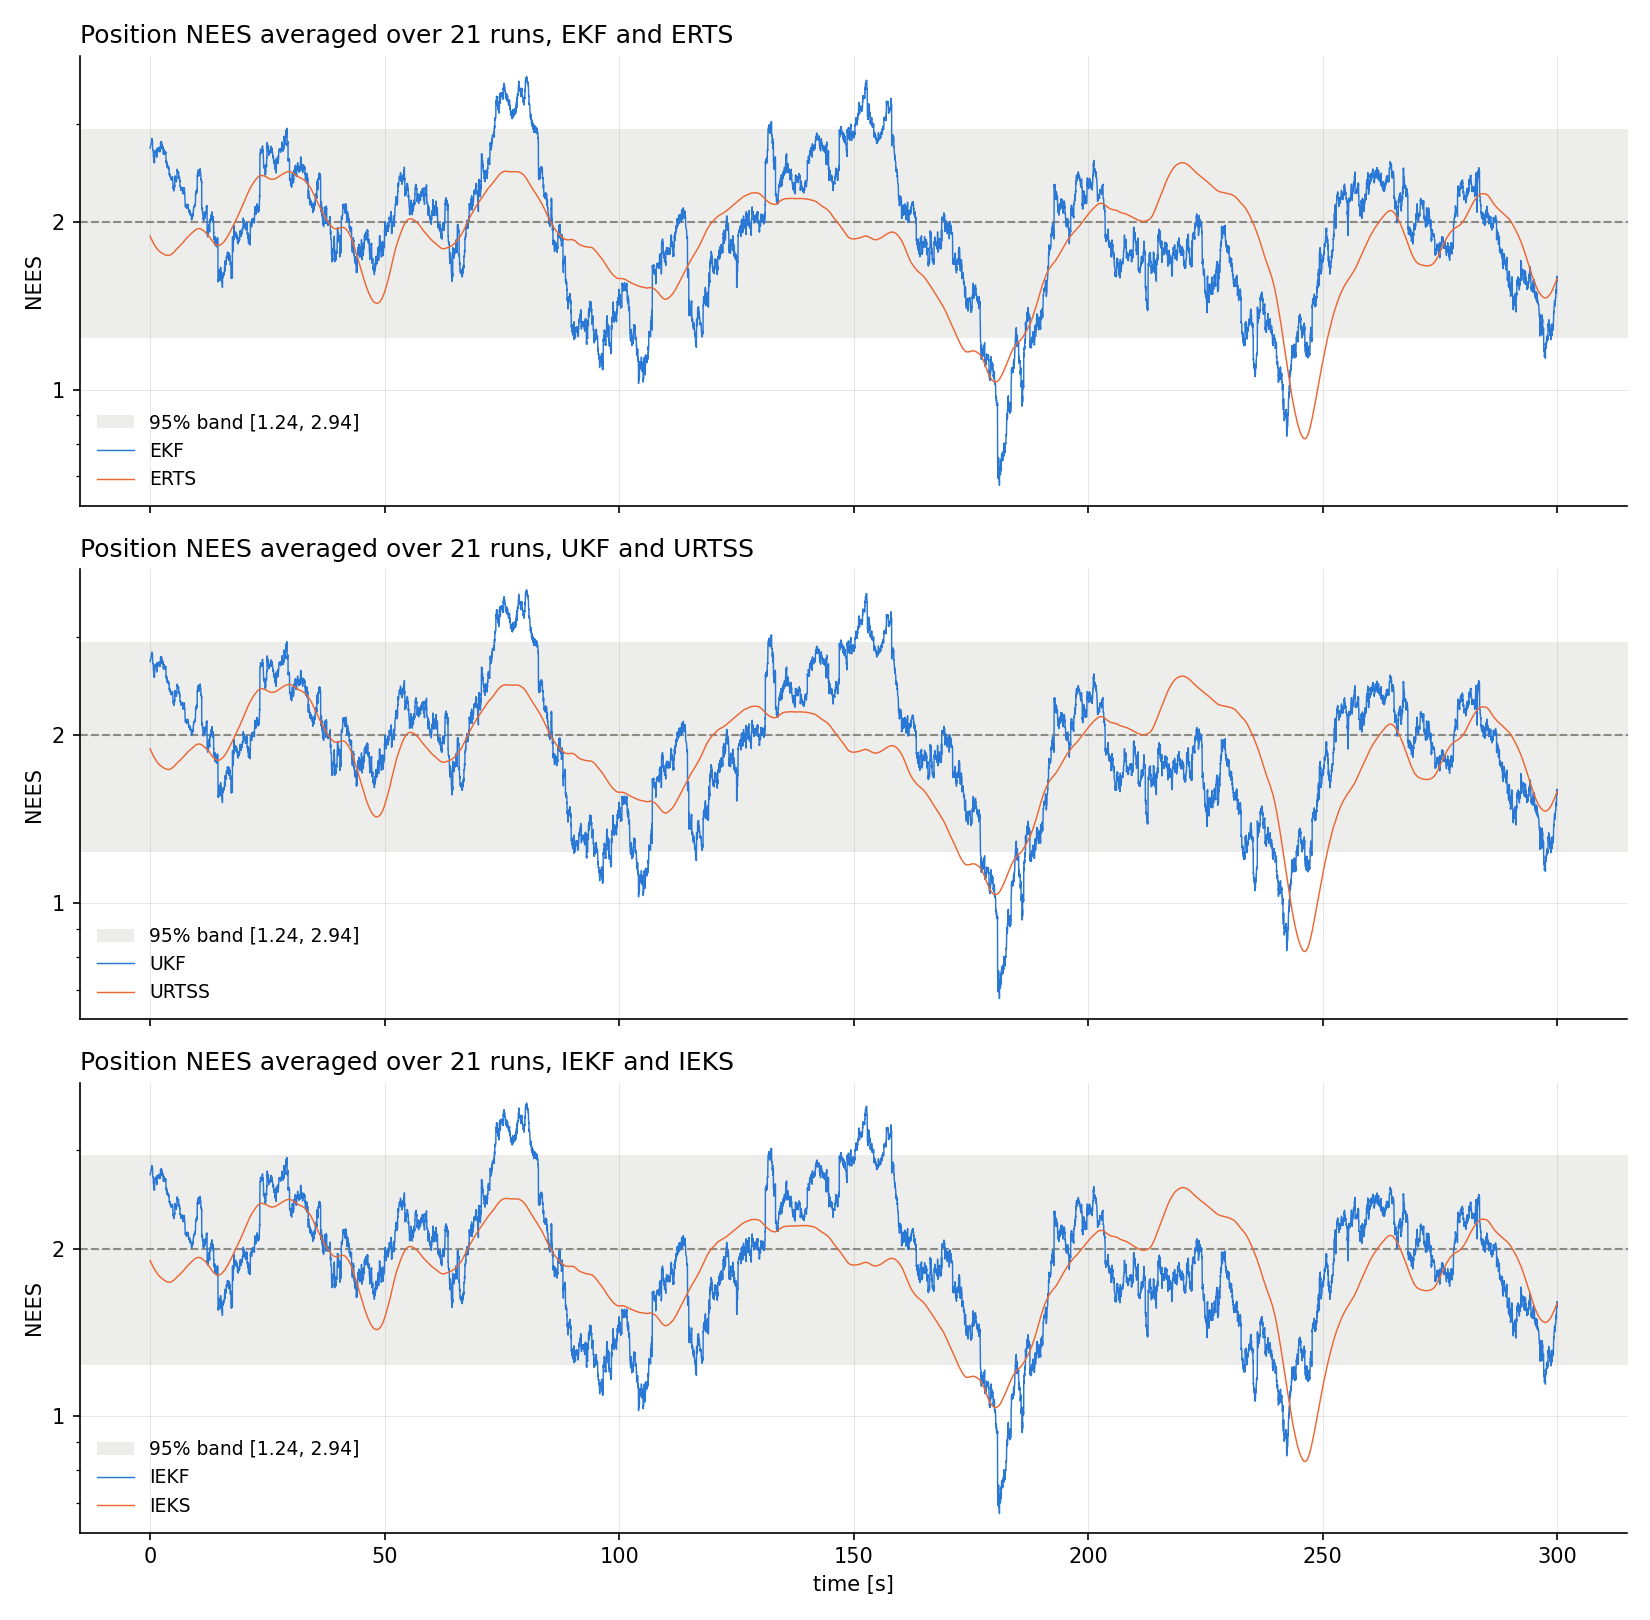 Position NEES averaged over 21 runs, EKF and ERTS
NEES
2
1
95% band [1.24, 2.94]
EKF
ERTS
Position NEES averaged over 21 runs, UKF and URTSS
NEES
2
1
95% band [1.24, 2.94]
UKF
URTSS
Position NEES averaged over 21 runs, IEKF and IEKS
NEES
2
1
95% band [1.24, 2.94]
IEKF
IEKS
0 50 100 150 200 250 300
time [s]